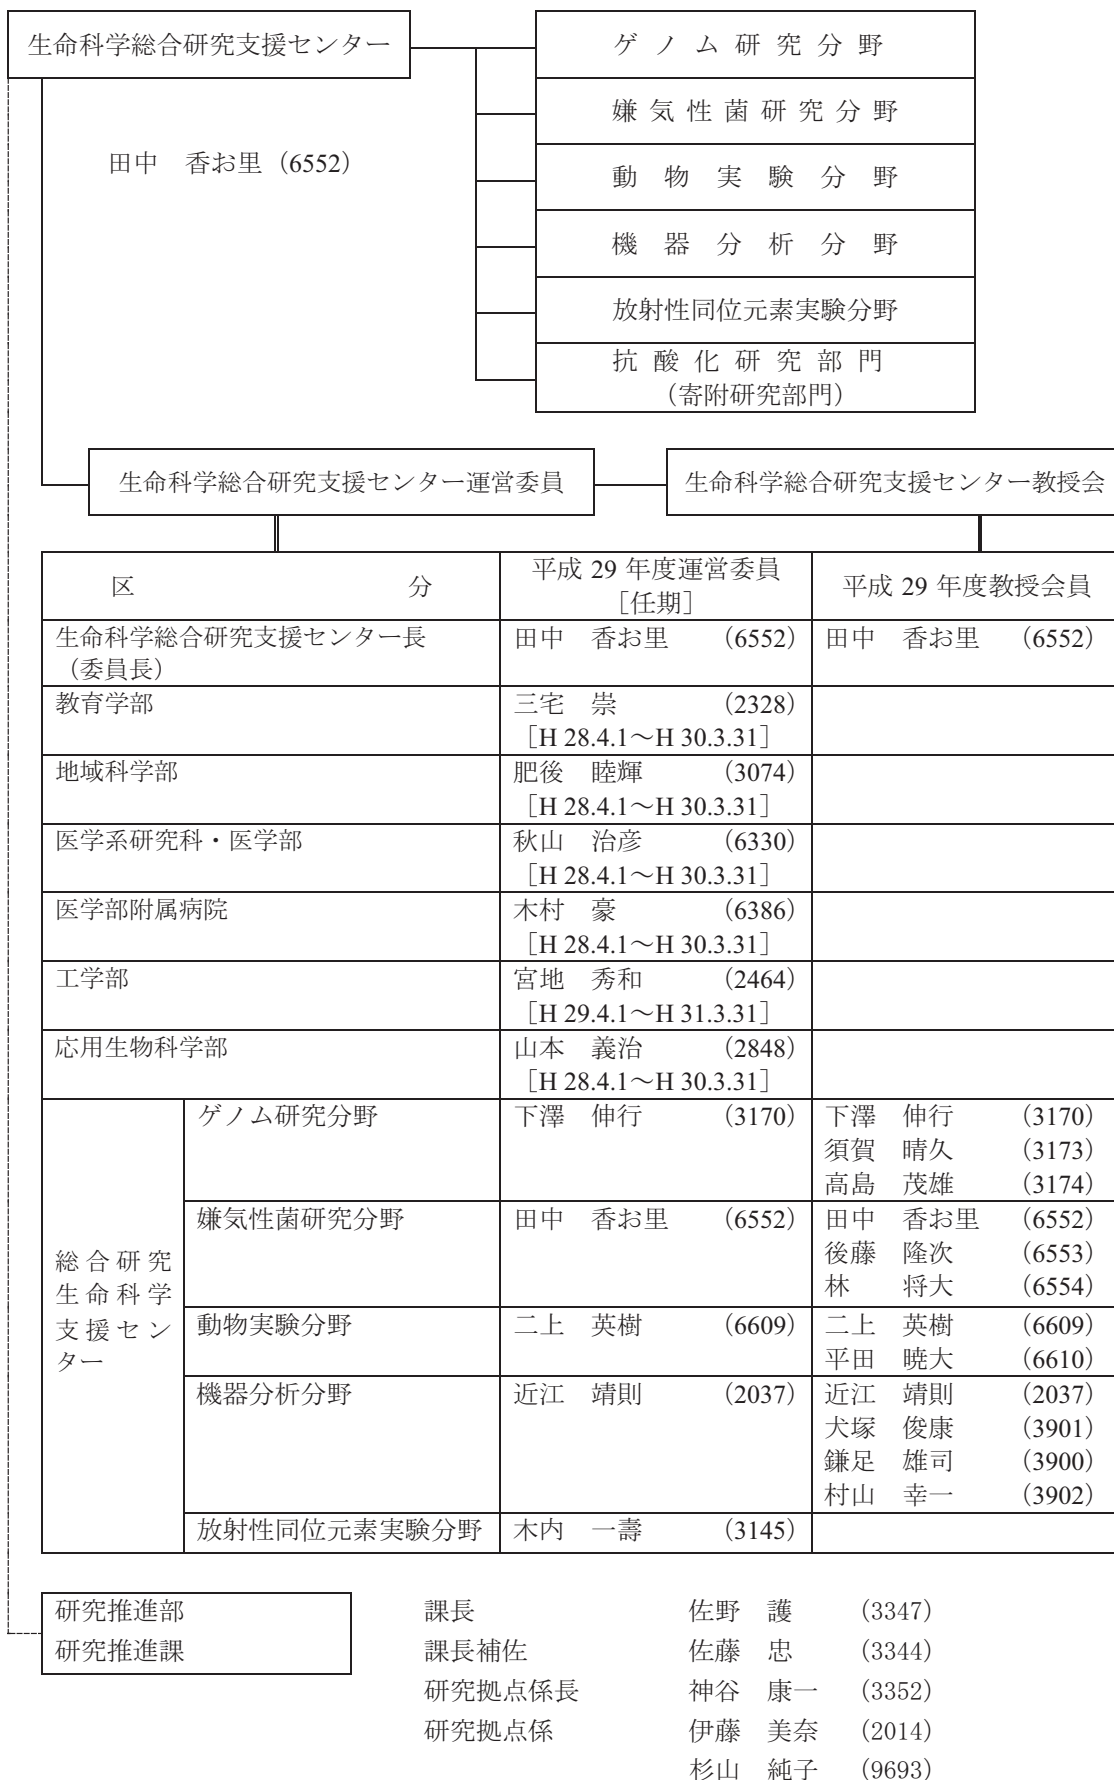 生命科学総合研究支援センター
田中 香お里 (6552)
ゲノム研究分野
嫌気性菌研究分野
動物実験分野
機器分析分野
放射性同位元素実験分野
抗酸化研究部門
(寄附研究部門)
生命科学総合研究支援センター運営委員
生命科学総合研究支援センター教授会
区 分
平成 29 年度運営委員
[任期]
平成 29 年度教授会員
生命科学総合研究支援センター長
(委員長)
田中 香お里 (6552)
田中 香お里 (6552)
教育学部
三宅 崇 (2328)
[H 28.4.1〜H 30.3.31]
地域科学部
肥後 睦輝 (3074)
[H 28.4.1〜H 30.3.31]
医学系研究科・医学部
秋山 治彦 (6330)
[H 28.4.1〜H 30.3.31]
医学部附属病院
木村 豪 (6386)
[H 28.4.1〜H 30.3.31]
工学部
宮地 秀和 (2464)
[H 29.4.1〜H 31.3.31]
応用生物科学部
山本 義治 (2848)
[H 28.4.1〜H 30.3.31]
総合研究
生命科学
支援セン
ター
ゲノム研究分野
下澤 伸行 (3170)
下澤 伸行 (3170)
須賀 晴久 (3173)
高島 茂雄 (3174)
嫌気性菌研究分野
田中 香お里 (6552)
田中 香お里 (6552)
後藤 隆次 (6553)
林 将大 (6554)
動物実験分野
二上 英樹 (6609)
二上 英樹 (6609)
平田 暁大 (6610)
機器分析分野
近江 靖則 (2037)
近江 靖則 (2037)
犬塚 俊康 (3901)
鎌足 雄司 (3900)
村山 幸一 (3902)
放射性同位元素実験分野
木内 一壽 (3145)
研究推進部
研究推進課
課長 佐野 護 (3347)
課長補佐 佐藤 忠 (3344)
研究拠点係長 神谷 康一 (3352)
研究拠点係 伊藤 美奈 (2014)
杉山 純子 (9693)